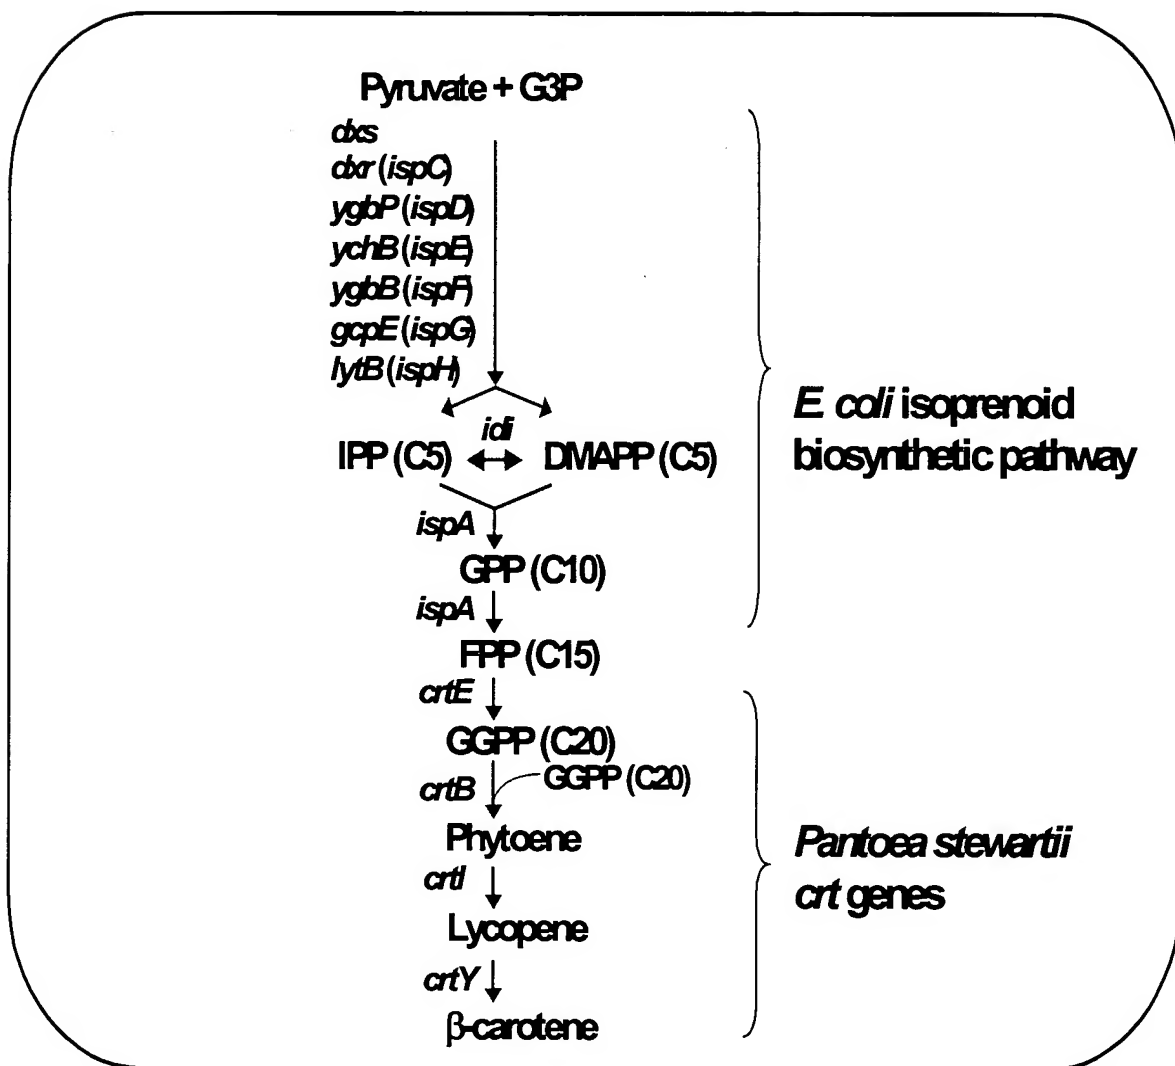 Pyruvate + G3P
dxs
dxr (ispC)
ygbP (ispD)
ychB (ispE)
ygbB (ispF)
gcpE (ispG)
lytB (ispH)
idi
IPP (C5)
DMAPP (C5)
E. coli isoprenoid
biosynthetic pathway
ispA
GPP (C10)
ispA
FPP (C15)
crtE
GGPP (C20)
GGPP (C20)
crtB
Phytoene
crtI
Lycopene
crtY
β-carotene
Pantoea stewartii
crt genes